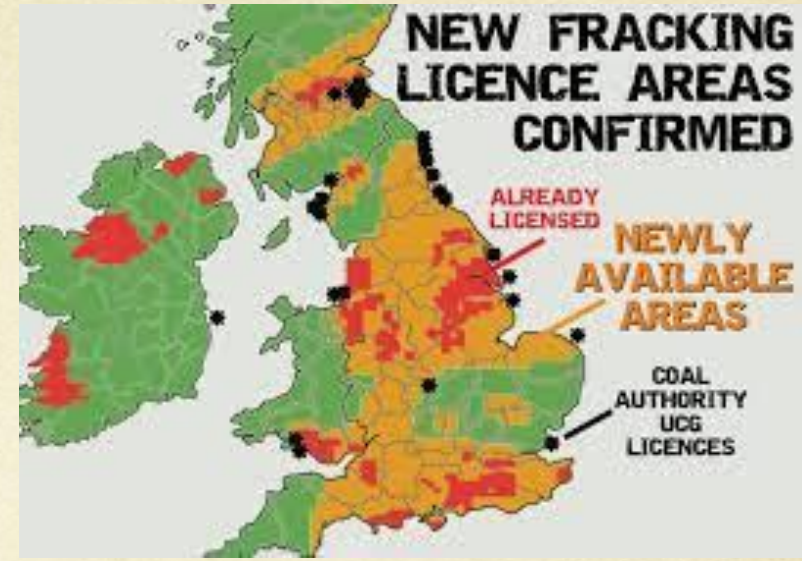 NEW FRACKING
LICENCE AREAS
CONFIRMED
ALREADY
LICENSED
NEWLY
AVAILABLE
AREAS
COAL
AUTHORITY
UCG
LICENCES